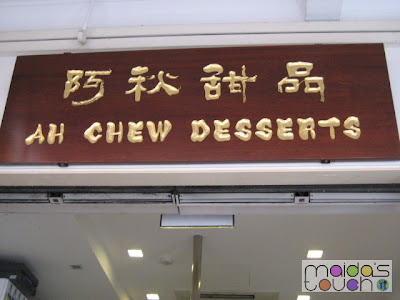 阿秋甜品
AH CHEW DESSERTS
maida's
touch